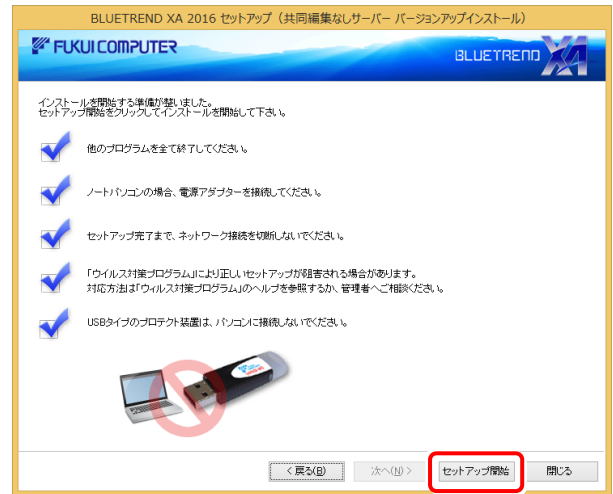 BLUETREND XA 2016 セットアップ（共同編集なしサーバー バージョンアップインストール）
FUKUI COMPUTER
BLUETREND XA
インストールを開始する準備が整いました。
セットアップ開始をクリックしてインストールを開始して下さい。
他のプログラムを全て終了してください。
ノートパソコンの場合、電源アダプターを接続してください。
セットアップ完了まで、ネットワーク接続を切断しないでください。
「ウイルス対策プログラム」により正しいセットアップが阻害される場合があります。
対応方法は「ウィルス対策プログラム」のヘルプを参照するか、管理者へご相談ください。
USBタイプのプロテクト装置は、パソコンに接続しないでください。
< 戻る(B) 次へ(N) > セットアップ開始 閉じる